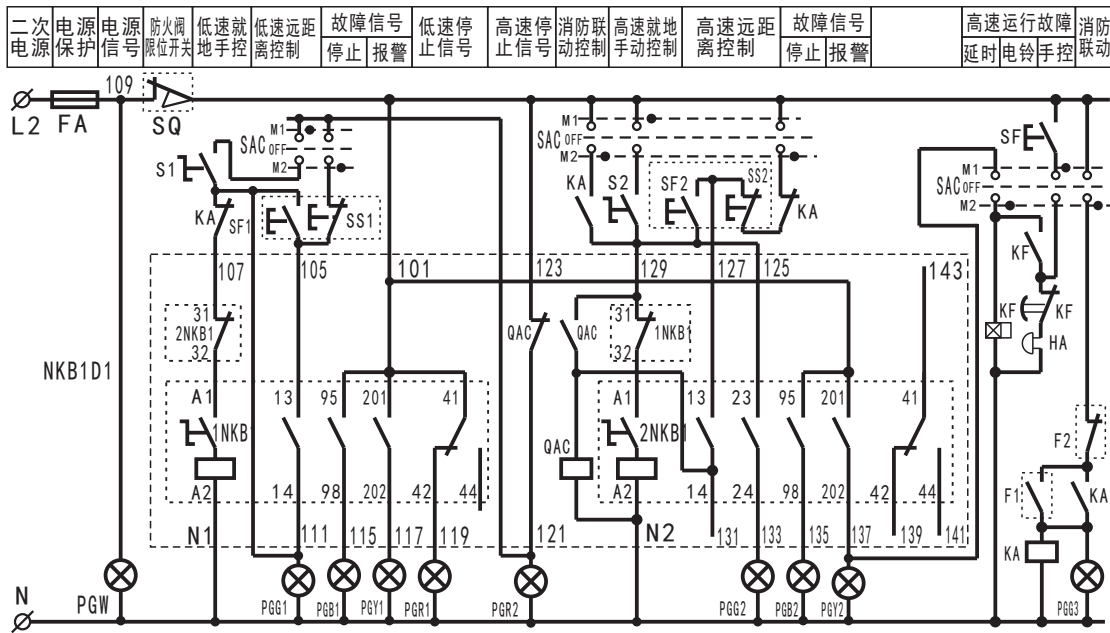 二次 电源 电源 防火阀 低速就 低速远距 故障信号 低速停 高速停 消防联 高速就地 高速远距 故障信号 高速运行故障 消防
电源 保护 信号 限位开关 地手控 离控制 停止 报警 止信号 止信号 动控制 手动控制 离控制 停止 报警 延时 电铃 手控 联动
109
L2 FA SQ
M1 M1 SF
SAC OFF SAC OFF
M2 M2
S1 M1
KA S2 SF2 SS2 SAC OFF
M2
KA SF1 SS1 KA
KF
107 105 101 123 129 127 125 143
31 31 KF KF
2NKB1 QAC QAC 1NKB1
32 32 HA
NKB1D1
A1 13 95 201 41 A1 13 23 95 201 41
1NKB1 2NKB1
QAC F2
A2 14 98 202 42 44 A2 14 24 98 202 42 44 F1 KA
N1 111 115 117 119 121 N2 131 133 135 137 139 141
KA
N
PGW PGG1 PGB1 PGY1 PGR1 PGR2 PGG2 PGB2 PGY2 PGG3